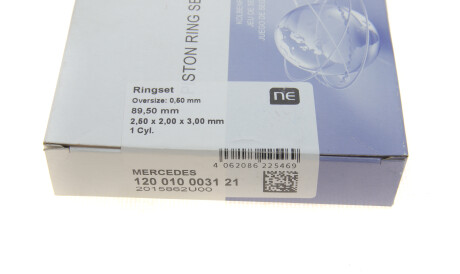 STON RING SE
Ringset
Oversize: 0,50 mm
89,50 mm
2,50 x 2,00 x 3,00 mm
1 Cyl.
NE
4 062086 225469
MERCEDES
120 010 0031 21
2015862U00